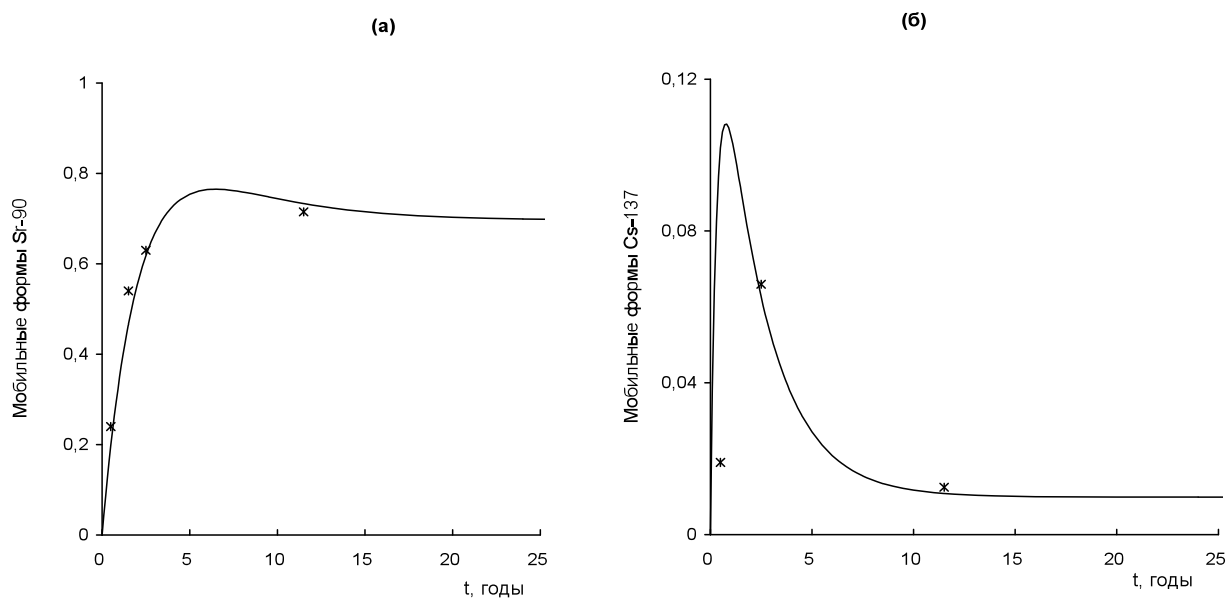 (а)
Мобильные формы Sr-90
1
0,8
0,6
0,4
0,2
0
0 5 10 15 20 25
t, годы
(б)
Мобильные формы Cs-137
0,12
0,08
0,04
0
0 5 10 15 20 25
t, годы